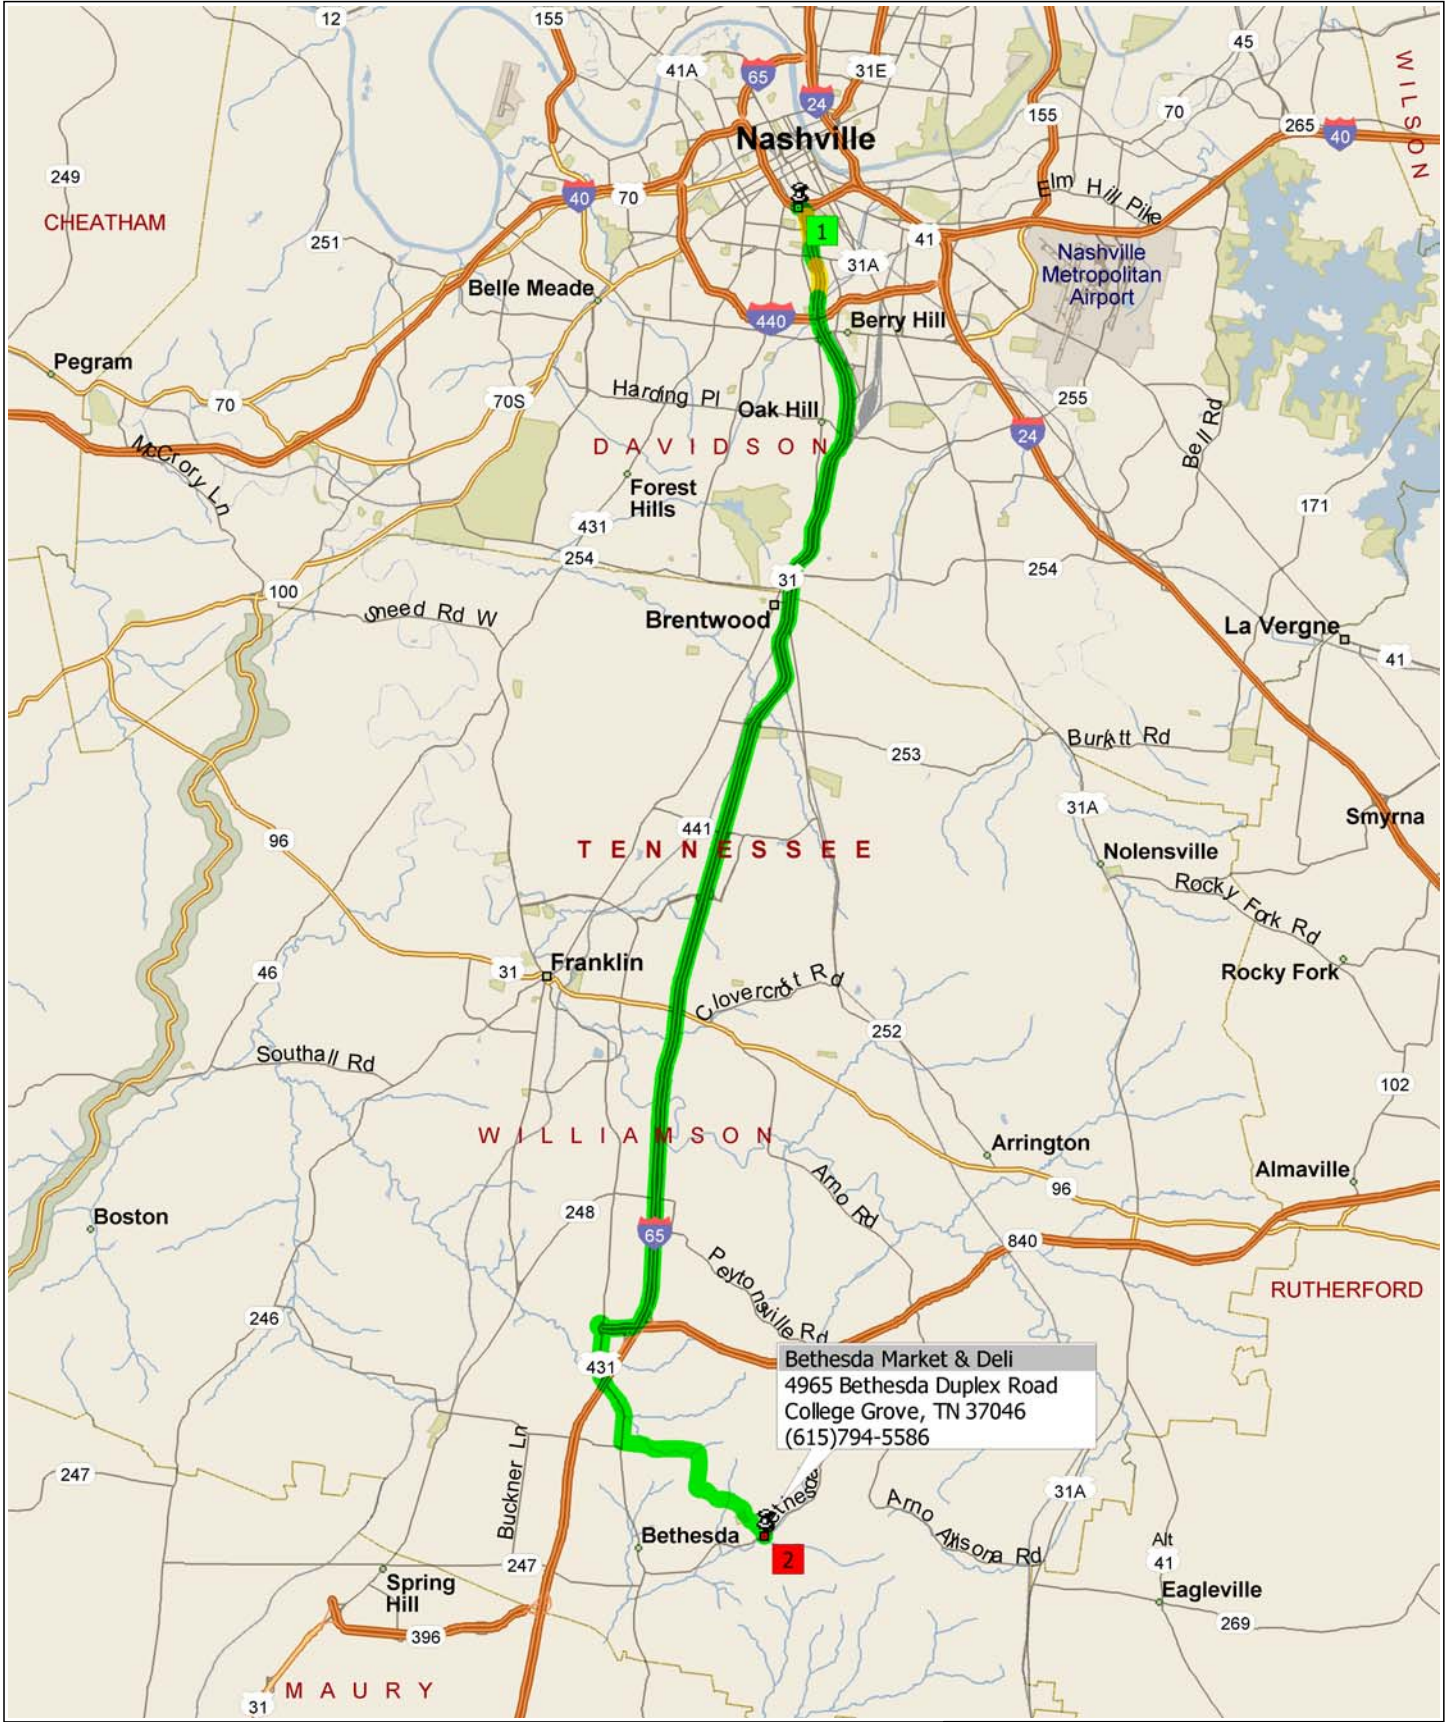 12
155
45
WILSON
41A
65
31E
24
155
70
265
40
Nashville
249
40
70
Elm Hill Pike
CHEATHAM
251
1
41
31A
Nashville
Metropolitan
Airport
Belle Meade
440
Berry Hill
Pegram
70
70S
Harding Pl
Oak Hill
255
24
Bell Rd
DAVIDSON
McCrory Ln
Forest
Hills
431
171
254
254
31
100
Sneed Rd W
Brentwood
La Vergne
41
253
Burkitt Rd
31A
Smyrna
441
96
TENNESSEE
Nolensville
Rocky Fork Rd
46
31
Franklin
Clovercroft Rd
Rocky Fork
252
Southall Rd
102
WILLIAMSON
Arrington
Arno Rd
Almaville
96
Boston
248
65
840
Peytonsville Rd
RUTHERFORD
246
431
Bethesda Market & Deli
4965 Bethesda Duplex Road
College Grove, TN 37046
(615)794-5586
Buckner Ln
247
31A
Arno Allisona Rd
Bethesda
2
Alt
41
247
Spring
Hill
Eagleville
396
269
MAURY
31